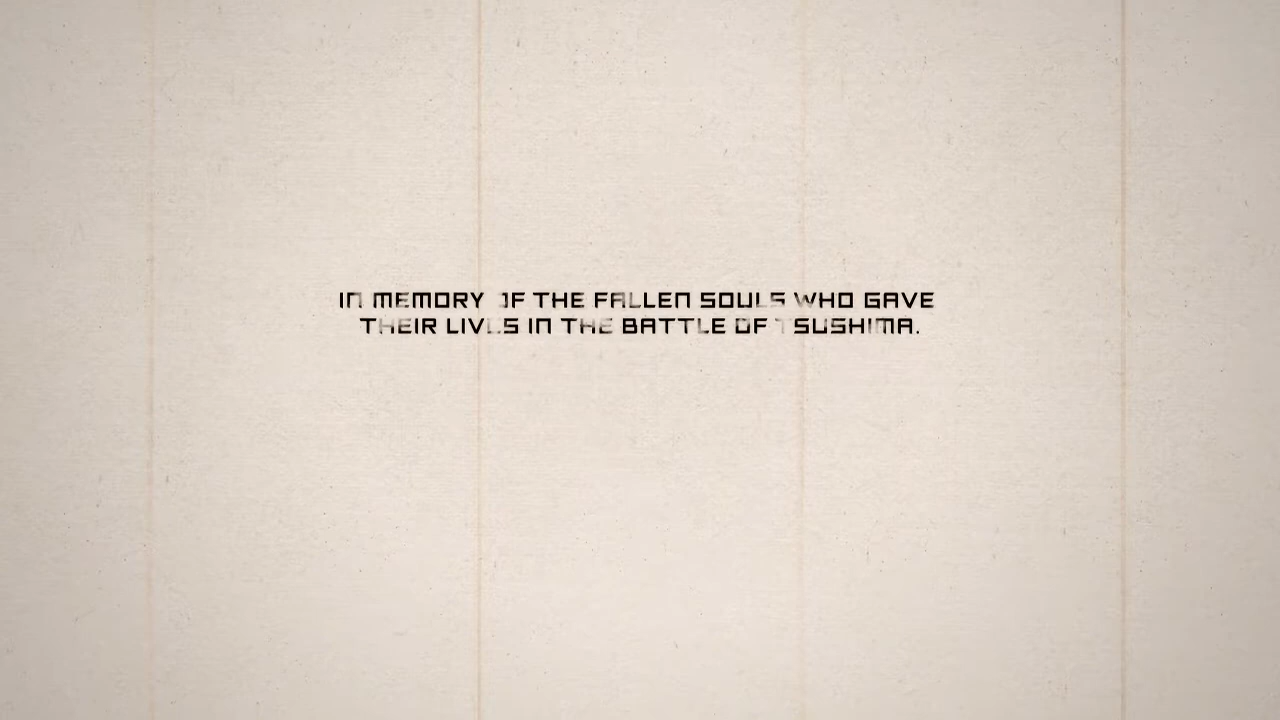 IN MEMORY OF THE FALLEN SOULS WHO GAVE
THEIR LIVES IN THE BATTLE OF TSUSHIMA.